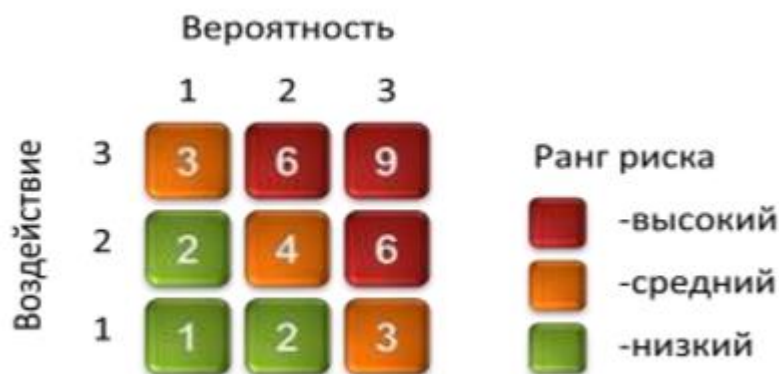 Вероятность
1 2 3
Воздействие
3 3 6 9
2 2 4 6
1 1 2 3
Ранг риска
-высокий
-средний
-низкий